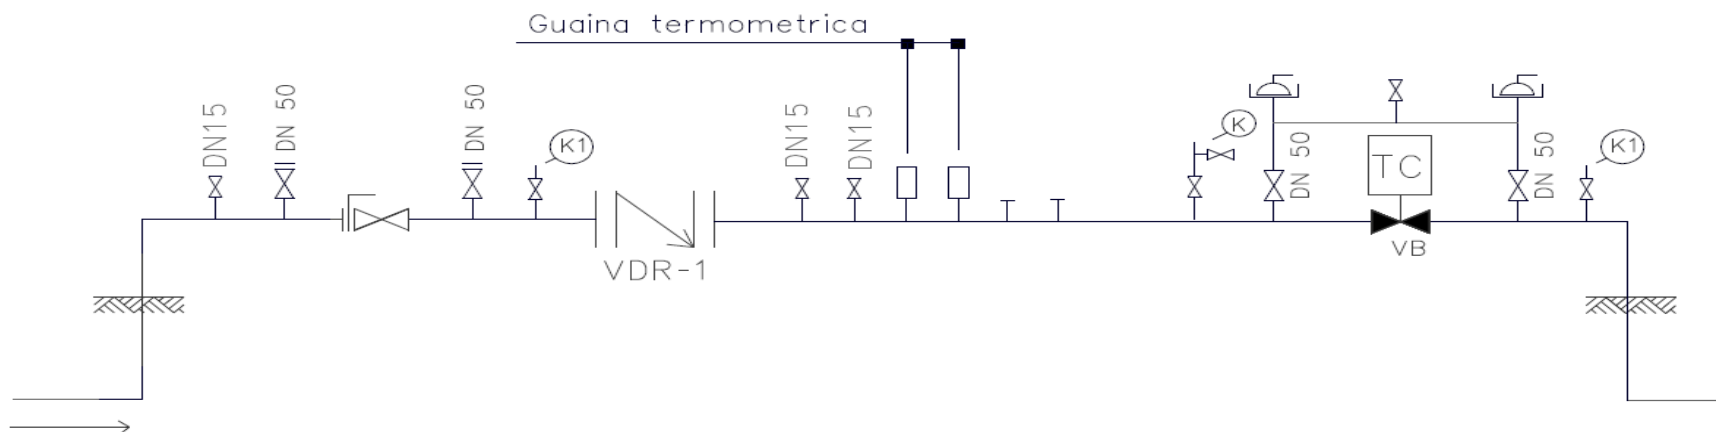 Guaina termometrica
DN15
DN 50
DN 50
K1
VDR-1
DN15
DN15
K
DN 50
TC
VB
DN 50
K1